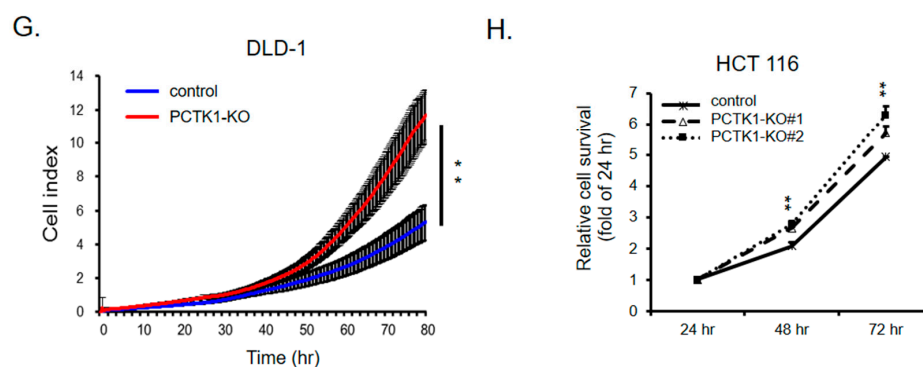 G.
DLD-1
Cell index
14
12
10
8
6
4
2
0
control
PCTK1-KO
**
0 10 20 30 40 50 60 70 80
Time (hr)
H.
HCT 116
Relative cell survival
(fold of 24 hr)
7
6
5
4
3
2
1
0
control
PCTK1-KO#1
PCTK1-KO#2
**
**
24 hr 48 hr 72 hr